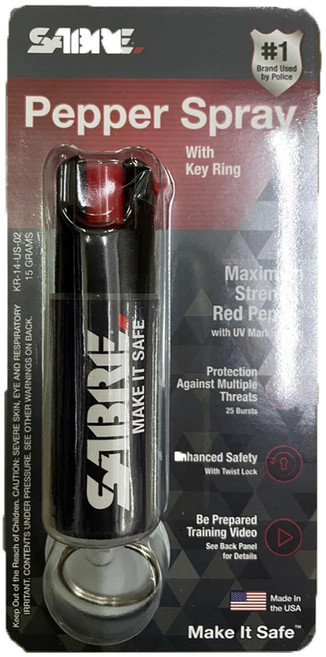 SABRE
#1
Brand Used
by Police
Pepper Spray
With
Key Ring
KR-14-US-02
15 GRAMS
Maximum
Strength
Red Pepper
with UV
Protection
Against Multiple
Threats
25 Bursts
SABRE
MAKE IT SAFE
Enhanced Safety
With Twist Lock
Be Prepared
Training Video
See Back Panel
for Details
Keep Out of the Reach of Children. CAUTION: SEVERE SKIN, EYE AND RESPIRATORY
IRRITANT. CONTENTS UNDER PRESSURE. SEE OTHER WARNINGS ON BACK.
Made in
the USA
Make It Safe™